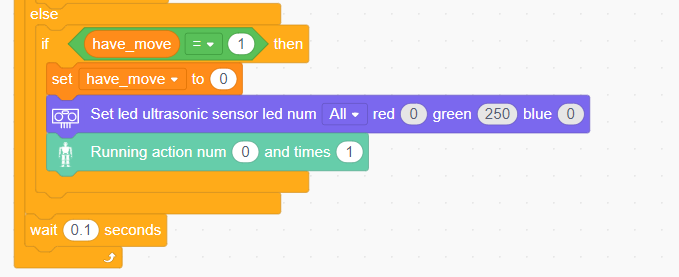 else
if have_move = 1 then
set have_move to 0
Set led ultrasonic sensor led num All red 0 green 250 blue 0
Running action num 0 and times 1
wait 0.1 seconds